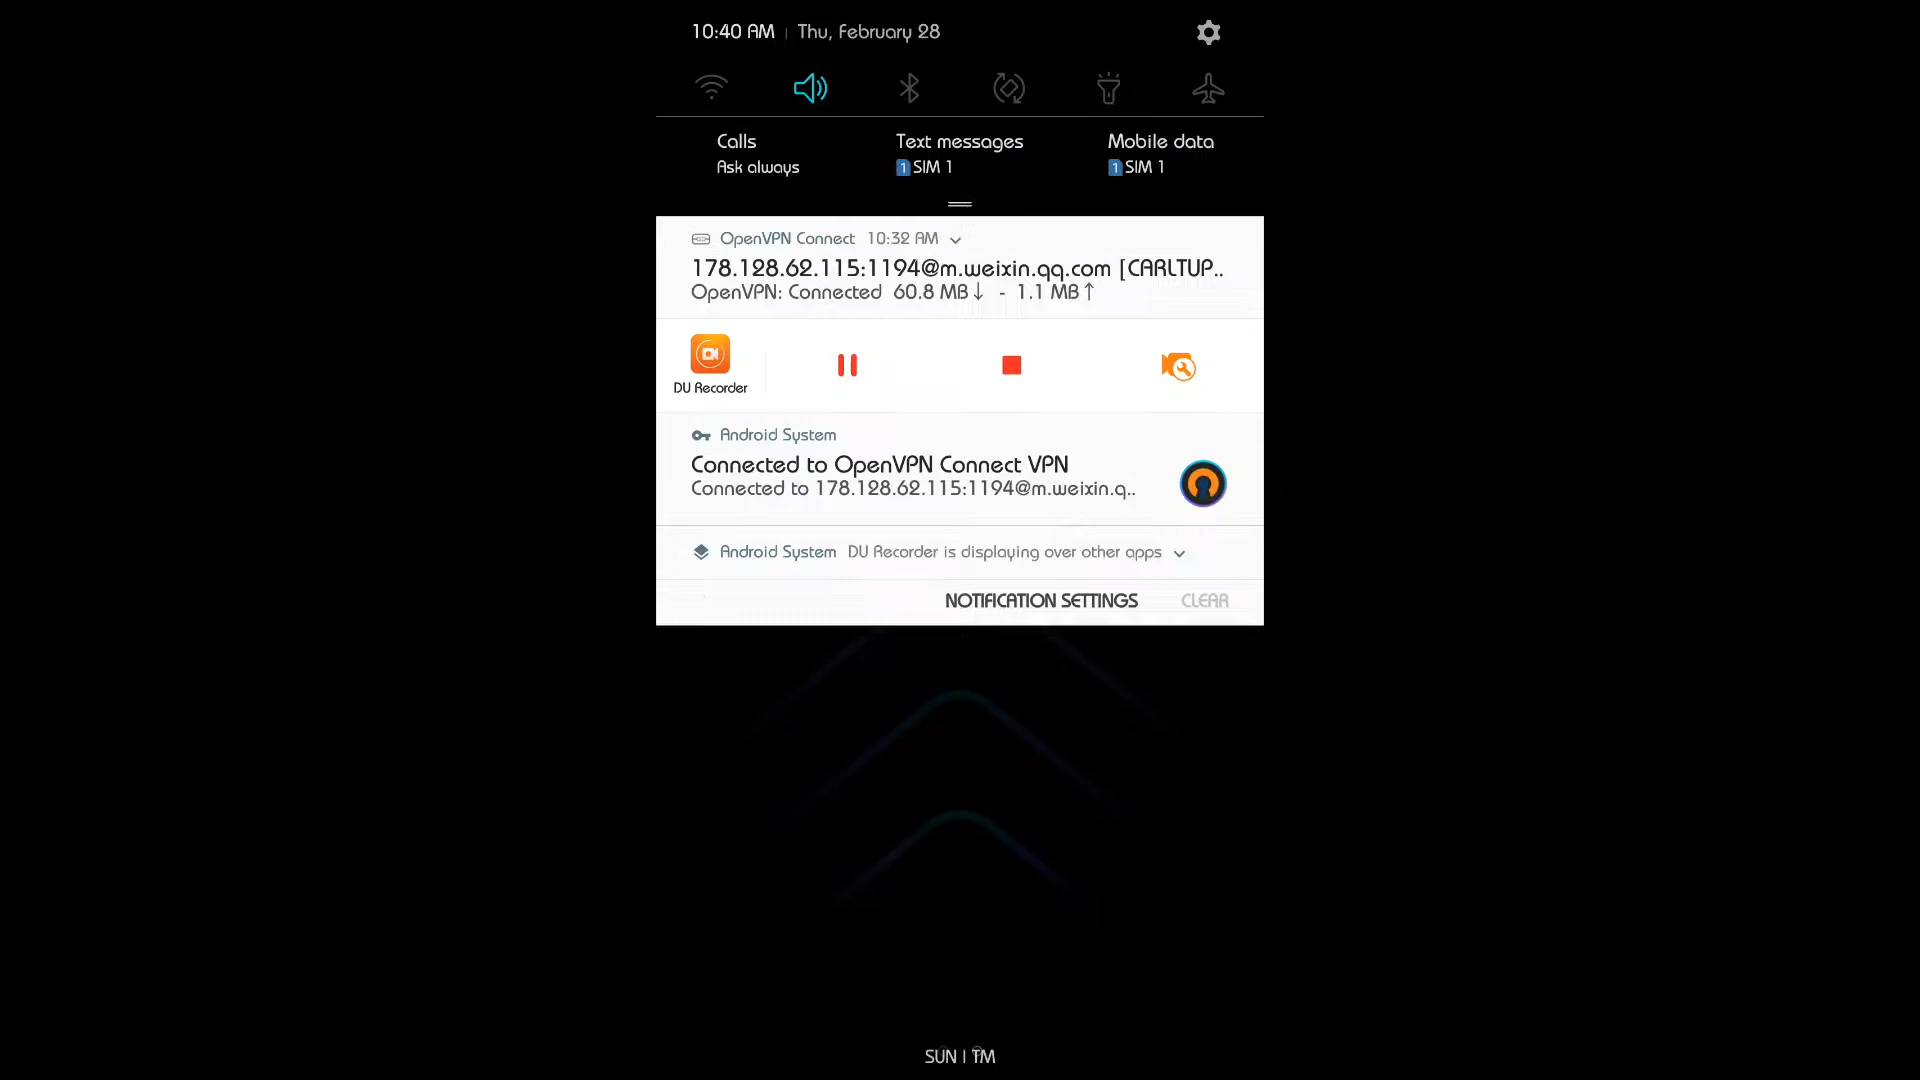 10:40 AM | Thu, February 28
Calls
Ask always
Text messages
1 SIM 1
Mobile data
1 SIM 1
OpenVPN Connect 10:32 AM
178.128.62.115:1194@m.weixin.qq.com [CARLTUP..
OpenVPN: Connected 60.8 MB↓ - 1.1 MB↑
DU Recorder
Android System
Connected to OpenVPN Connect VPN
Connected to 178.128.62.115:1194@m.weixin.q..
Android System DU Recorder is displaying over other apps
NOTIFICATION SETTINGS
CLEAR
SUN | TM